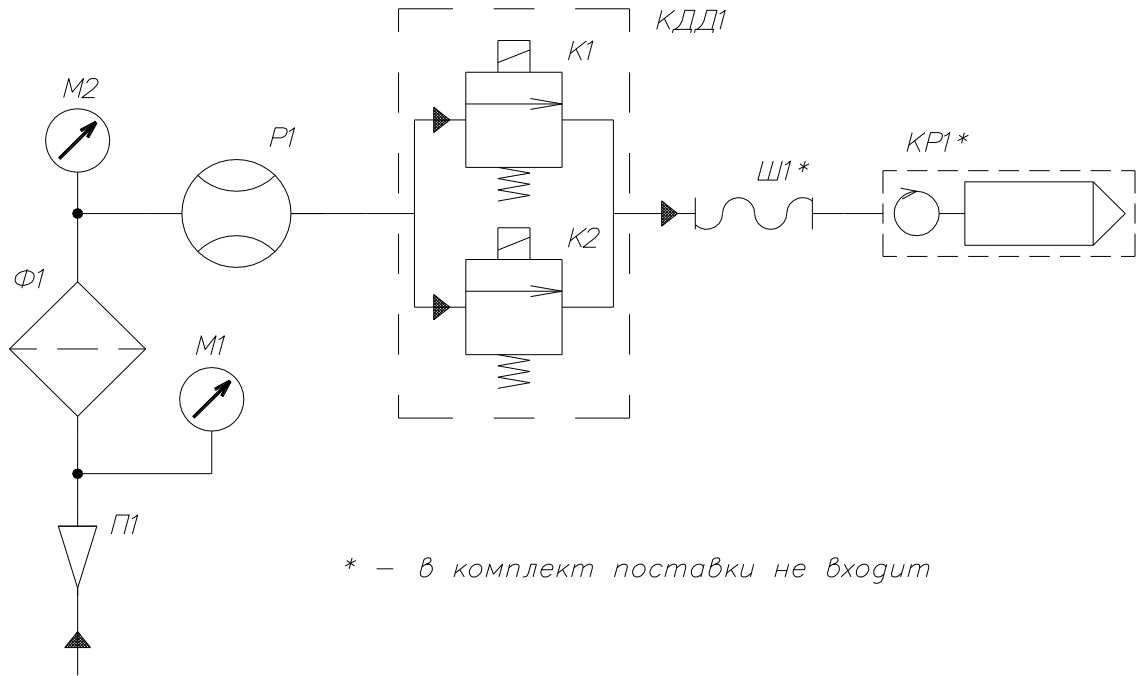 КДД1
К1
М2
Р1
КР1*
Ш1*
К2
Ф1
М1
П1
* – в комплект поставки не входит